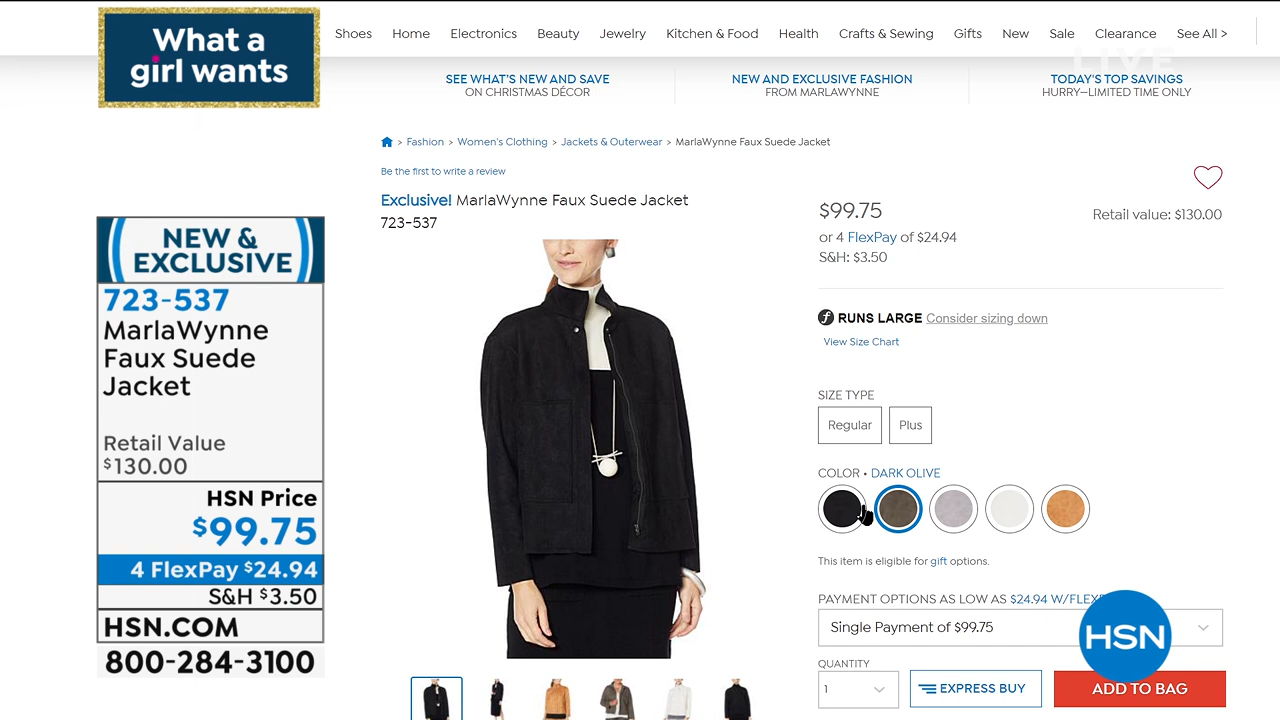 What a
girl wants
Shoes Home Electronics Beauty Jewelry Kitchen & Food Health Crafts & Sewing Gifts New Sale Clearance See All >
LIVE
SEE WHAT'S NEW AND SAVE
ON CHRISTMAS DÉCOR
NEW AND EXCLUSIVE FASHION
FROM MARLAWYNNE
TODAY'S TOP SAVINGS
HURRY—LIMITED TIME ONLY
> Fashion > Women's Clothing > Jackets & Outerwear > MarlaWynne Faux Suede Jacket
Be the first to write a review
Exclusive! MarlaWynne Faux Suede Jacket
723-537
$99.75
Retail value: $130.00
or 4 FlexPay of $24.94
S&H: $3.50
RUNS LARGE Consider sizing down
View Size Chart
SIZE TYPE
Regular Plus
COLOR • DARK OLIVE
This item is eligible for gift options.
PAYMENT OPTIONS AS LOW AS $24.94 W/FLEX
Single Payment of $99.75
HSN
QUANTITY
1
EXPRESS BUY
ADD TO BAG
NEW &
EXCLUSIVE
723-537
MarlaWynne
Faux Suede
Jacket
Retail Value
$130.00
HSN Price
$99.75
4 FlexPay $24.94
S&H $3.50
HSN.COM
800-284-3100